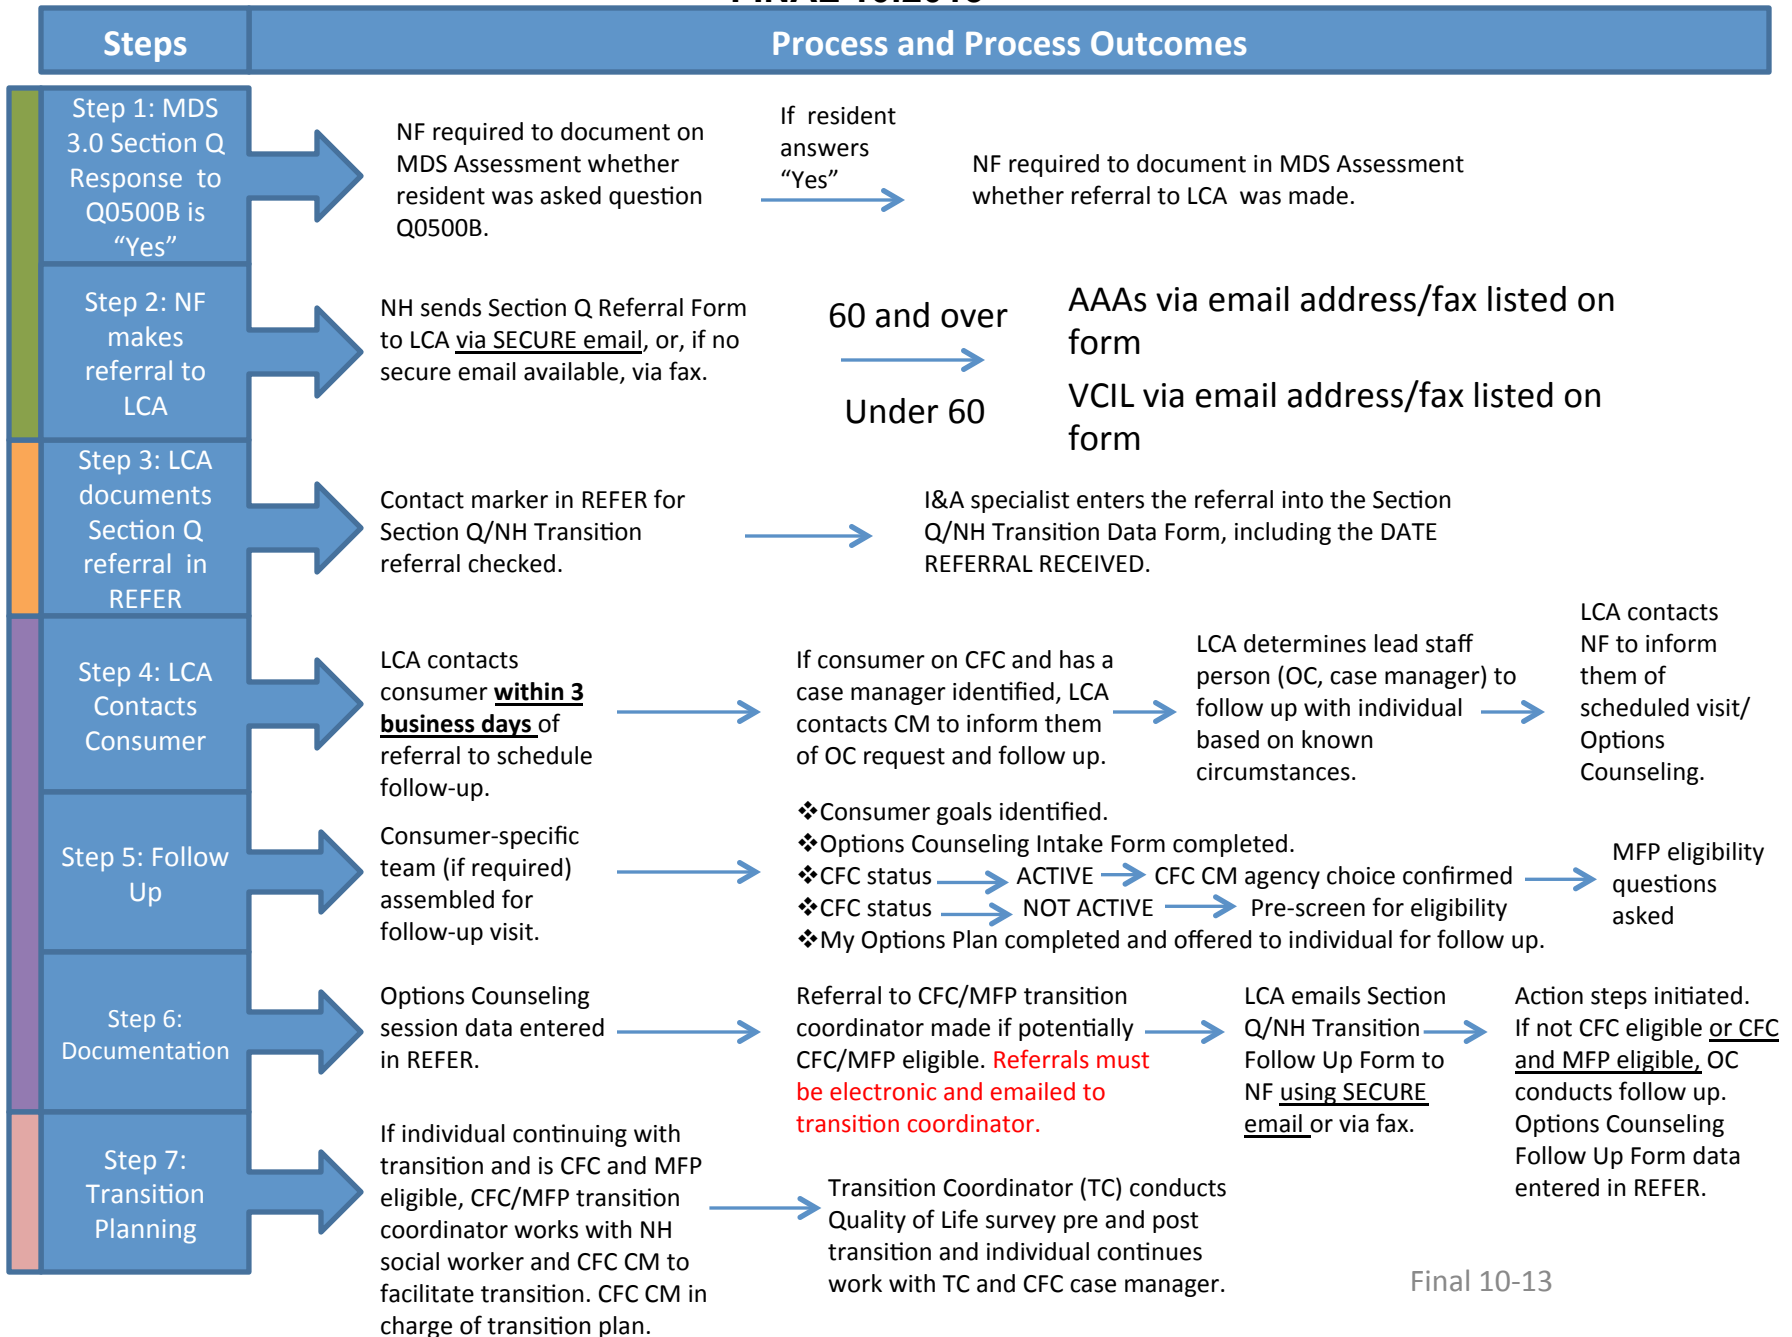 Steps
Process and Process Outcomes
Step 1: MDS
3.0 Section Q
Response to
Q0500B is
“Yes”
NF required to document on
MDS Assessment whether
resident was asked question
Q0500B.
If resident
answers
“Yes”
NF required to document in MDS Assessment
whether referral to LCA was made.
Step 2: NF
makes
referral to
LCA
NH sends Section Q Referral Form
to LCA via SECURE email, or, if no
secure email available, via fax.
60 and over
Under 60
AAAs via email address/fax listed on
form
VCIL via email address/fax listed on
form
Step 3: LCA
documents
Section Q
referral in
REFER
Contact marker in REFER for
Section Q/NH Transition
referral checked.
I&A specialist enters the referral into the Section
Q/NH Transition Data Form, including the DATE
REFERRAL RECEIVED.
Step 4: LCA
Contacts
Consumer
LCA contacts
consumer within 3
business days of
referral to schedule
follow-up.
If consumer on CFC and has a
case manager identified, LCA
contacts CM to inform them
of OC request and follow up.
LCA determines lead staff
person (OC, case manager) to
follow up with individual
based on known
circumstances.
LCA contacts
NF to inform
them of
scheduled visit/
Options
Counseling.
Step 5: Follow
Up
Consumer-specific
team (if required)
assembled for
follow-up visit.
❖Consumer goals identified.
❖Options Counseling Intake Form completed.
❖CFC status ACTIVE CFC CM agency choice confirmed
❖CFC status NOT ACTIVE Pre-screen for eligibility
❖My Options Plan completed and offered to individual for follow up.
MFP eligibility
questions
asked
Step 6:
Documentation
Options Counseling
session data entered
in REFER.
Referral to CFC/MFP transition
coordinator made if potentially
CFC/MFP eligible. Referrals must
be electronic and emailed to
transition coordinator.
LCA emails Section
Q/NH Transition
Follow Up Form to
NF using SECURE
email or via fax.
Action steps initiated.
If not CFC eligible or CFC
and MFP eligible, OC
conducts follow up.
Options Counseling
Follow Up Form data
entered in REFER.
Step 7:
Transition
Planning
If individual continuing with
transition and is CFC and MFP
eligible, CFC/MFP transition
coordinator works with NH
social worker and CFC CM to
facilitate transition. CFC CM in
charge of transition plan.
Transition Coordinator (TC) conducts
Quality of Life survey pre and post
transition and individual continues
work with TC and CFC case manager.
Final 10-13